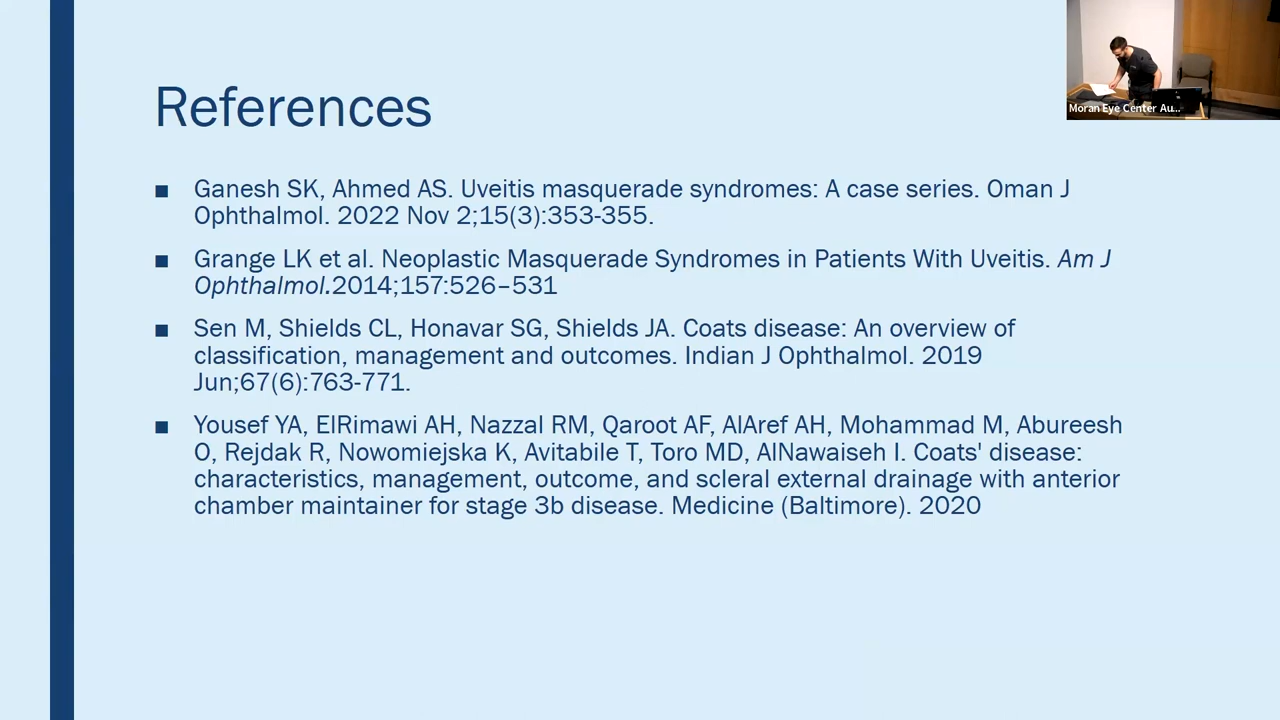 References
Moran Eye Center Au...
■ Ganesh SK, Ahmed AS. Uveitis masquerade syndromes: A case series. Oman J
Ophthalmol. 2022 Nov 2;15(3):353-355.
■ Grange LK et al. Neoplastic Masquerade Syndromes in Patients With Uveitis. Am J
Ophthalmol.2014;157:526–531
■ Sen M, Shields CL, Honavar SG, Shields JA. Coats disease: An overview of
classification, management and outcomes. Indian J Ophthalmol. 2019
Jun;67(6):763-771.
■ Yousef YA, ElRimawi AH, Nazzal RM, Qaroot AF, AlAref AH, Mohammad M, Abureesh
O, Rejdak R, Nowomiejska K, Avitabile T, Toro MD, AlNawaiseh I. Coats' disease:
characteristics, management, outcome, and scleral external drainage with anterior
chamber maintainer for stage 3b disease. Medicine (Baltimore). 2020